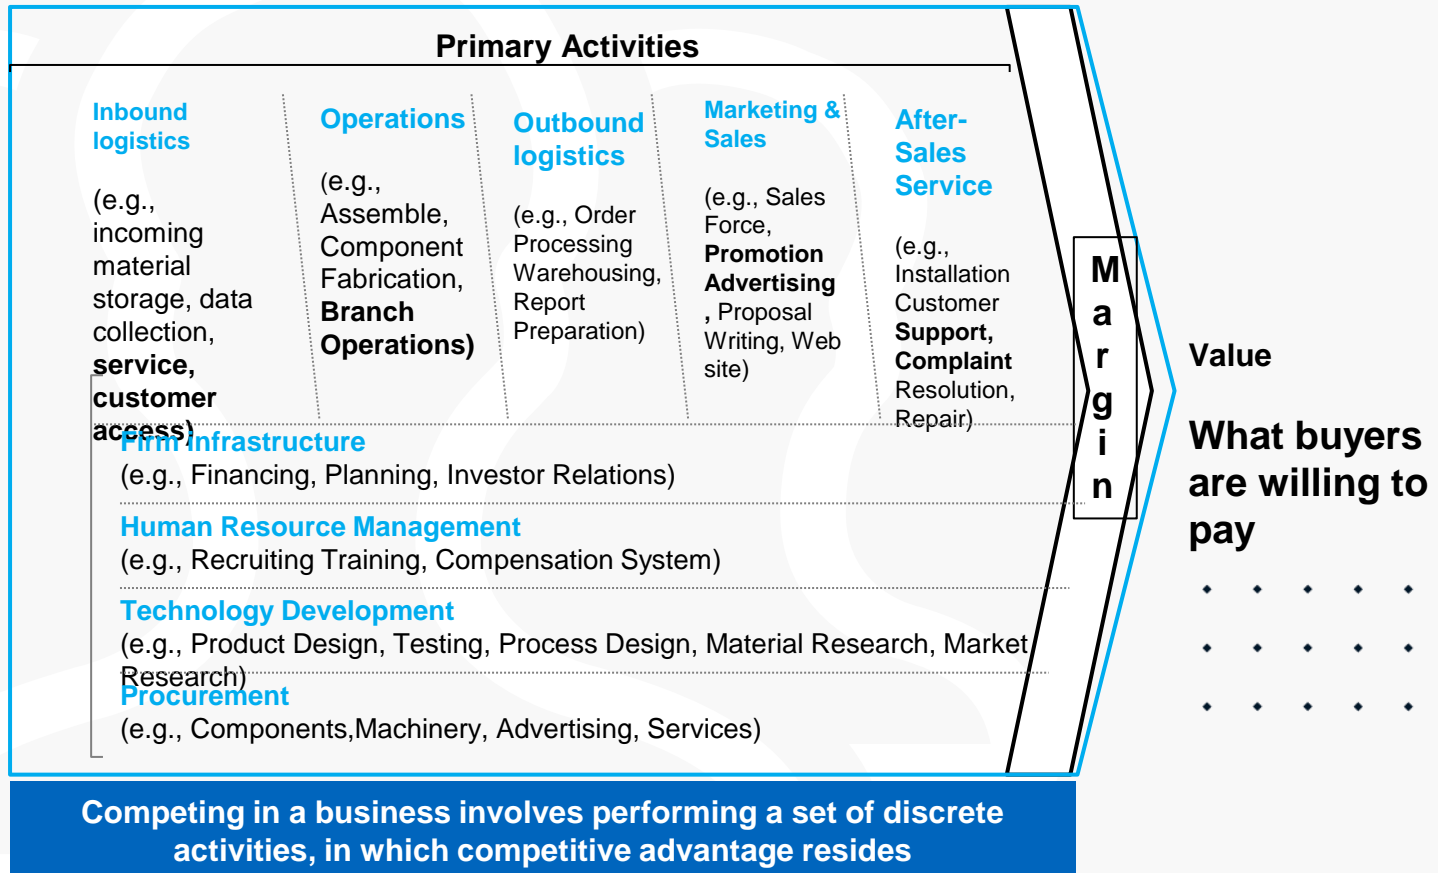 Primary Activities
Inbound
logistics
(e.g.,
incoming
material
storage, data
collection,
service,
customer
access)
Operations
(e.g.,
Assemble,
Component
Fabrication,
Branch
Operations)
Outbound
logistics
(e.g., Order
Processing
Warehousing,
Report
Preparation)
Marketing &
Sales
(e.g., Sales
Force,
Promotion
Advertising
, Proposal
Writing, Web
site)
After-
Sales
Service
(e.g.,
Installation
Customer
Support,
Complaint
Resolution,
Repair)
Firm Infrastructure
(e.g., Financing, Planning, Investor Relations)
Human Resource Management
(e.g., Recruiting Training, Compensation System)
Technology Development
(e.g., Product Design, Testing, Process Design, Material Research, Market
Research)
Procurement
(e.g., Components,Machinery, Advertising, Services)
M
a
r
g
i
n
Value
What buyers
are willing to
pay
Competing in a business involves performing a set of discrete
activities, in which competitive advantage resides